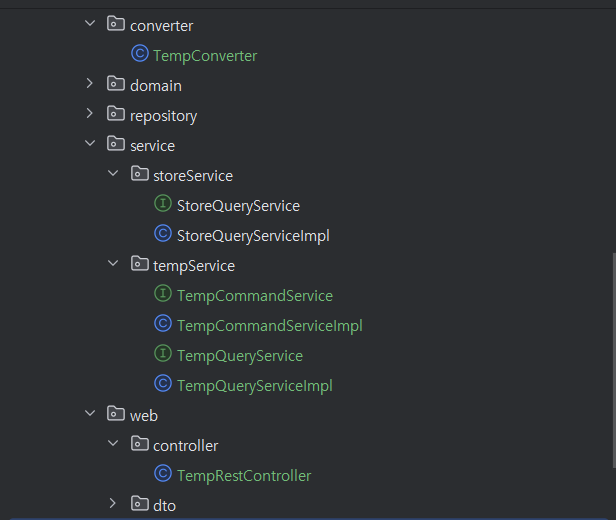 converter
C TempConverter
domain
repository
service
storeService
I StoreQueryService
C StoreQueryServiceImpl
tempService
I TempCommandService
C TempCommandServiceImpl
I TempQueryService
C TempQueryServiceImpl
web
controller
C TempRestController
dto